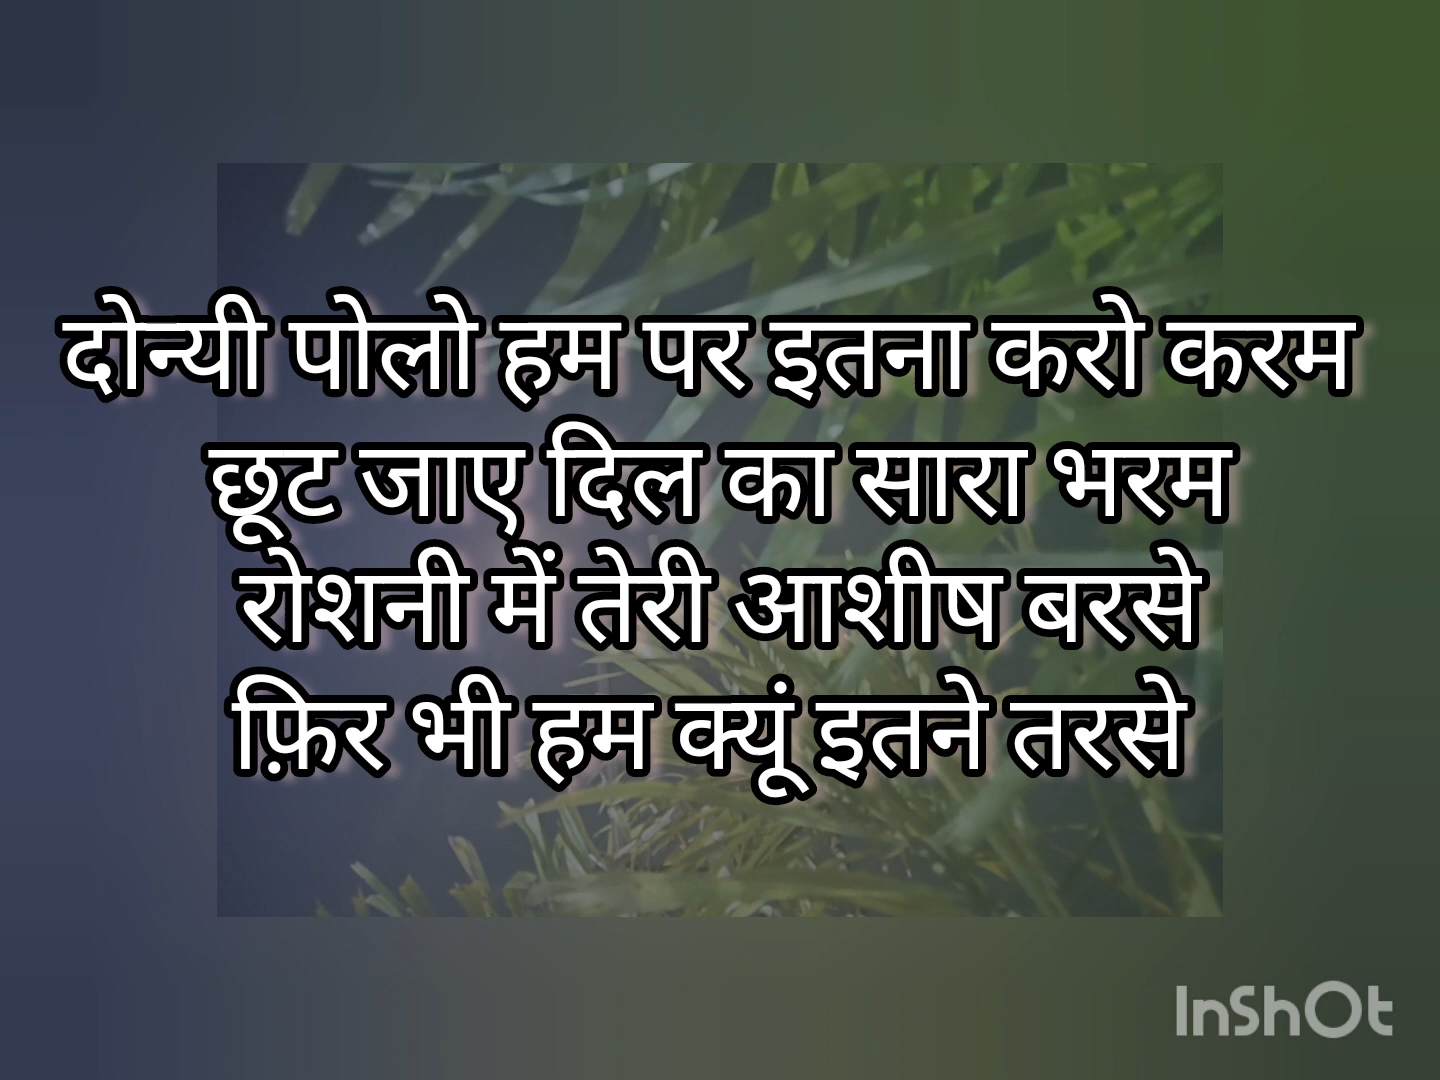 दोन्यी पोलो हम पर इतना करो करम
छूट जाए दिल का सारा भरम
रोशनी में तेरी आशीष बरसे
फ़िर भी हम क्यूं इतने तरसे
InShOt